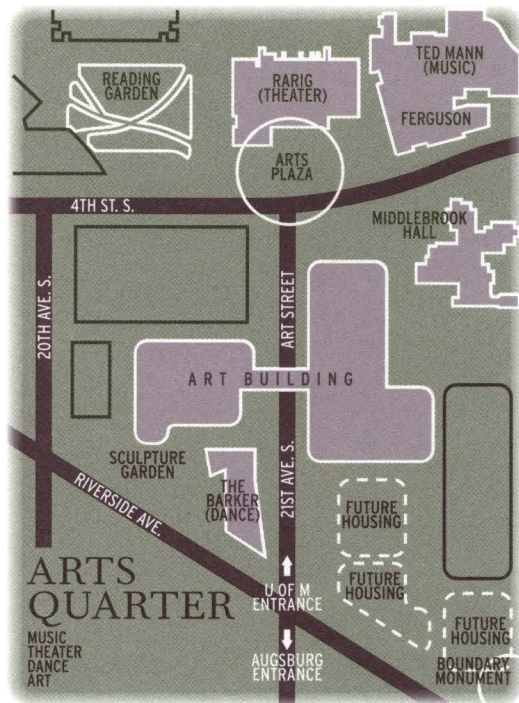 READING
GARDEN
RARIG
(THEATER)
TED MANN
(MUSIC)
FERGUSON
ARTS
PLAZA
4TH ST. S.
MIDDLEBROOK
HALL
20TH AVE. S.
ART STREET
ART BUILDING
SCULPTURE
GARDEN
RIVERSIDE AVE.
THE
BARKER
(DANCE)
21ST AVE. S.
FUTURE
HOUSING
FUTURE
HOUSING
FUTURE
HOUSING
BOUNDARY
MONUMENT
U OF M
ENTRANCE
AUGSBURG
ENTRANCE
ARTS
QUARTER
MUSIC
THEATER
DANCE
ART